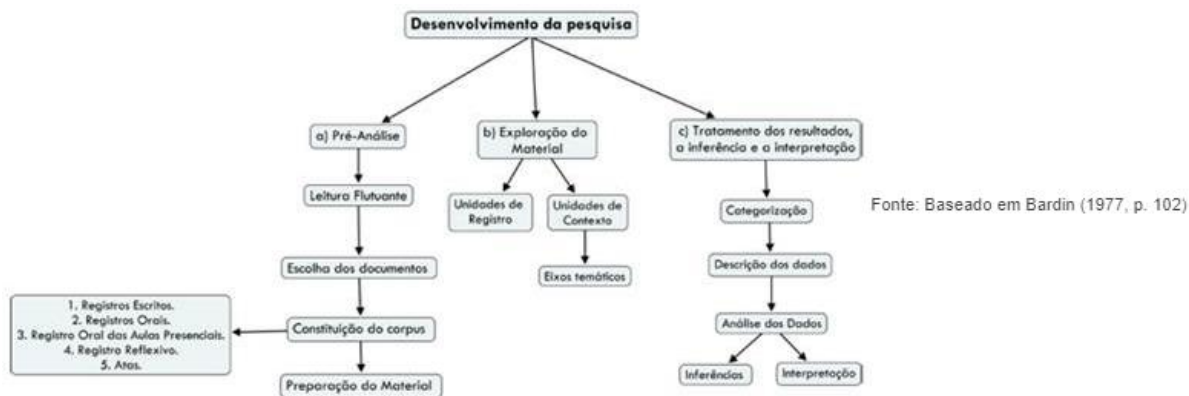 Desenvolvimento da pesquisa
a) Pré-Análise
Leitura Flutuante
Escolha dos documentos
Constituição do corpus
1. Registros Escritos.
2. Registros Orais.
3. Registro Oral das Aulas Presenciais.
4. Registro Reflexivo.
5. Atas.
Preparação do Material
b) Exploração do
Material
Unidades de
Registro
Unidades de
Contexto
Eixos temáticos
c) Tratamento dos resultados,
a inferência e a interpretação
Categorização
Descrição dos dados
Análise dos Dados
Inferências
Interpretação
Fonte: Baseado em Bardin (1977, p. 102)